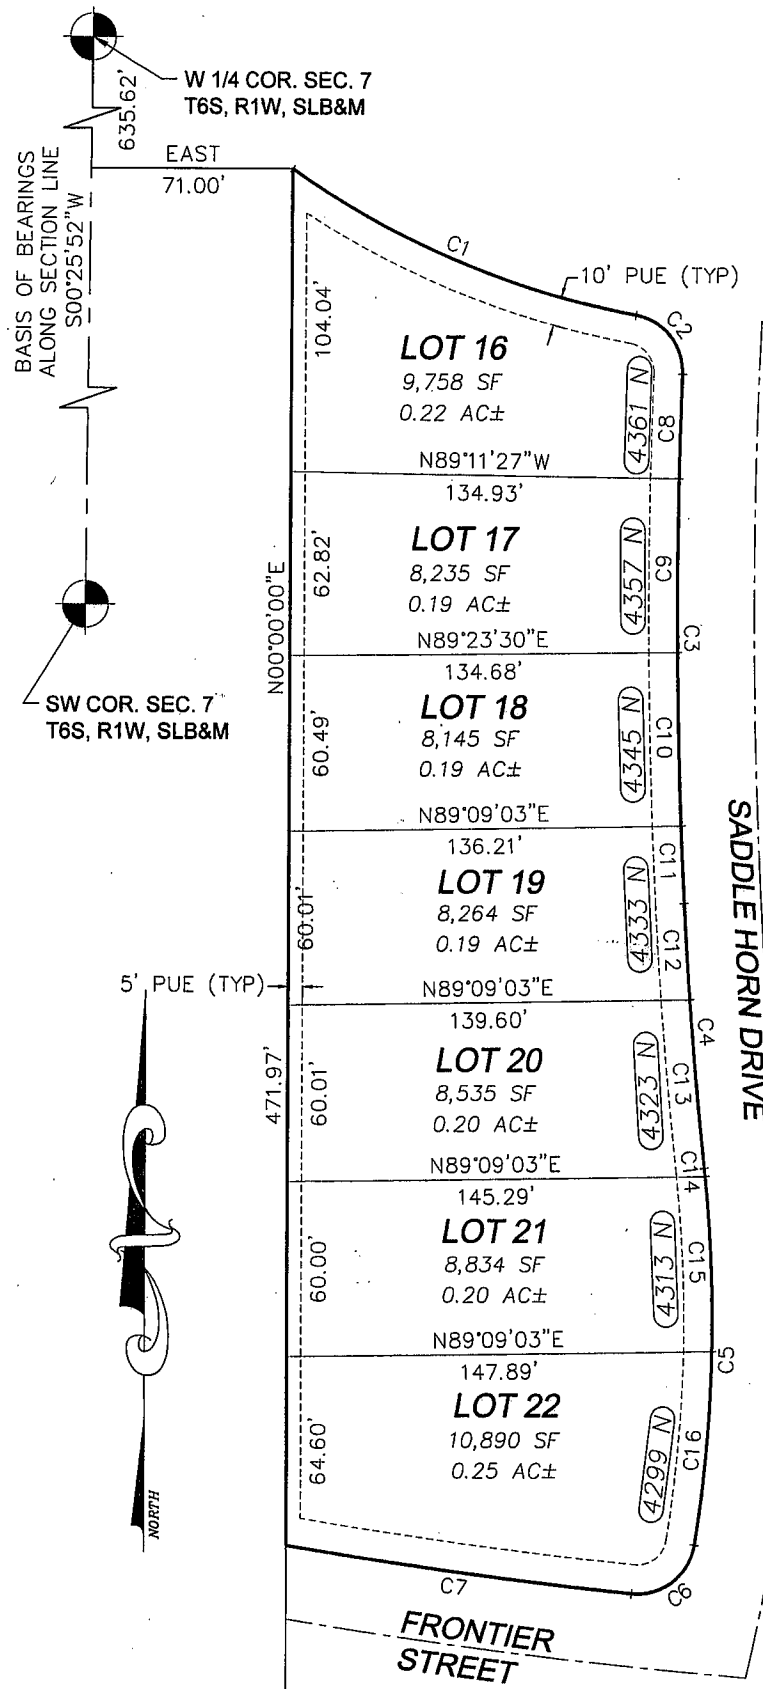 W 1/4 COR. SEC. 7
T6S, R1W, SLB&M
635.62'
EAST
71.00'
BASIS OF BEARINGS
ALONG SECTION LINE
S00°25'52"W
C1
10' PUE (TYP)
C2
104.04'
LOT 16
9,758 SF
0.22 AC±
4361 N
C8
N89°11'27"W
134.93'
LOT 17
8,235 SF
0.19 AC±
62.82'
4357 N
C9
N00°00'00"E
N89°23'30"E
134.68'
C3
SW COR. SEC. 7
T6S, R1W, SLB&M
LOT 18
8,145 SF
0.19 AC±
60.49'
4345 N
C10
N89°09'03"E
136.21'
SADDLE HORN DRIVE
LOT 19
8,264 SF
0.19 AC±
60.01'
4333 N
C11
C12
5' PUE (TYP)
N89°09'03"E
139.60'
C4
471.97'
LOT 20
8,535 SF
0.20 AC±
60.01'
4323 N
C13
C14
N89°09'03"E
145.29'
LOT 21
8,834 SF
0.20 AC±
60.00'
4313 N
C15
N89°09'03"E
147.89'
C5
LOT 22
10,890 SF
0.25 AC±
64.60'
4299 N
C16
NORTH
C7
C6
FRONTIER
STREET